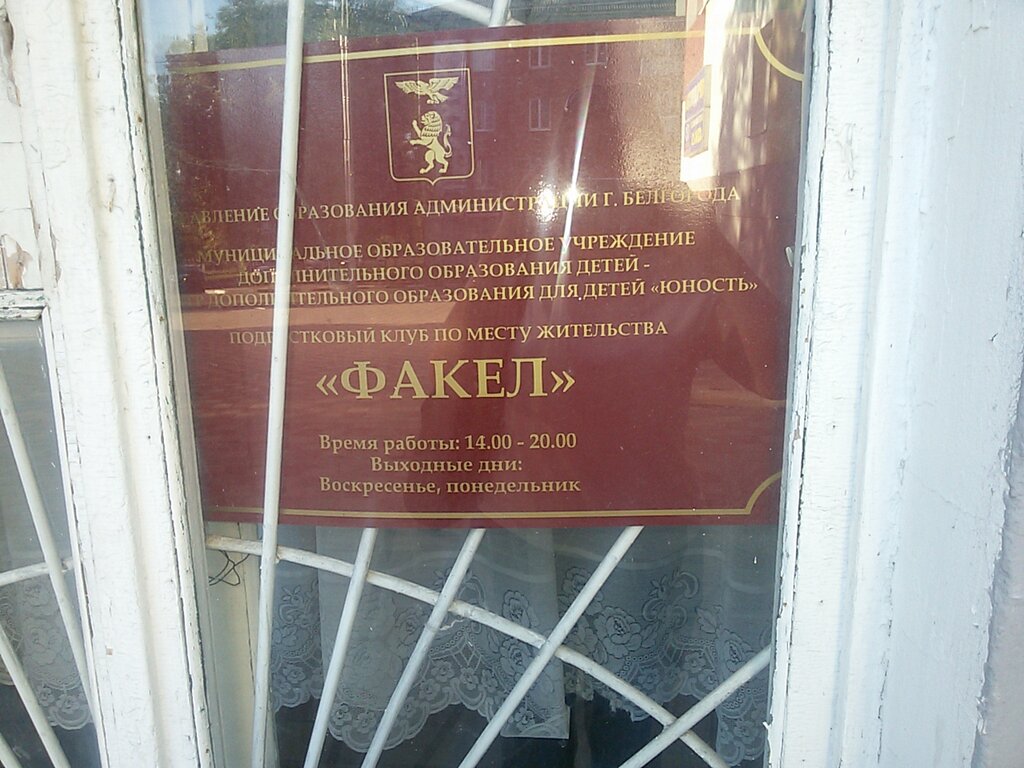 ОБРАЗОВАНИЯ АДМИНИСТРАЦИИ Г. БЕЛГОРОДА
МУНИЦИПАЛЬНОЕ ОБРАЗОВАТЕЛЬНОЕ УЧРЕЖДЕНИЕ
ДОПОЛНИТЕЛЬНОГО ОБРАЗОВАНИЯ ДЕТЕЙ -
ДОПОЛНИТЕЛЬНОГО ОБРАЗОВАНИЯ ДЛЯ ДЕТЕЙ «ЮНОСТЬ»
ПОДРОСТКОВЫЙ КЛУБ ПО МЕСТУ ЖИТЕЛЬСТВА
«ФАКЕЛ»
Время работы: 14.00 - 20.00
Выходные дни:
Воскресенье, понедельник